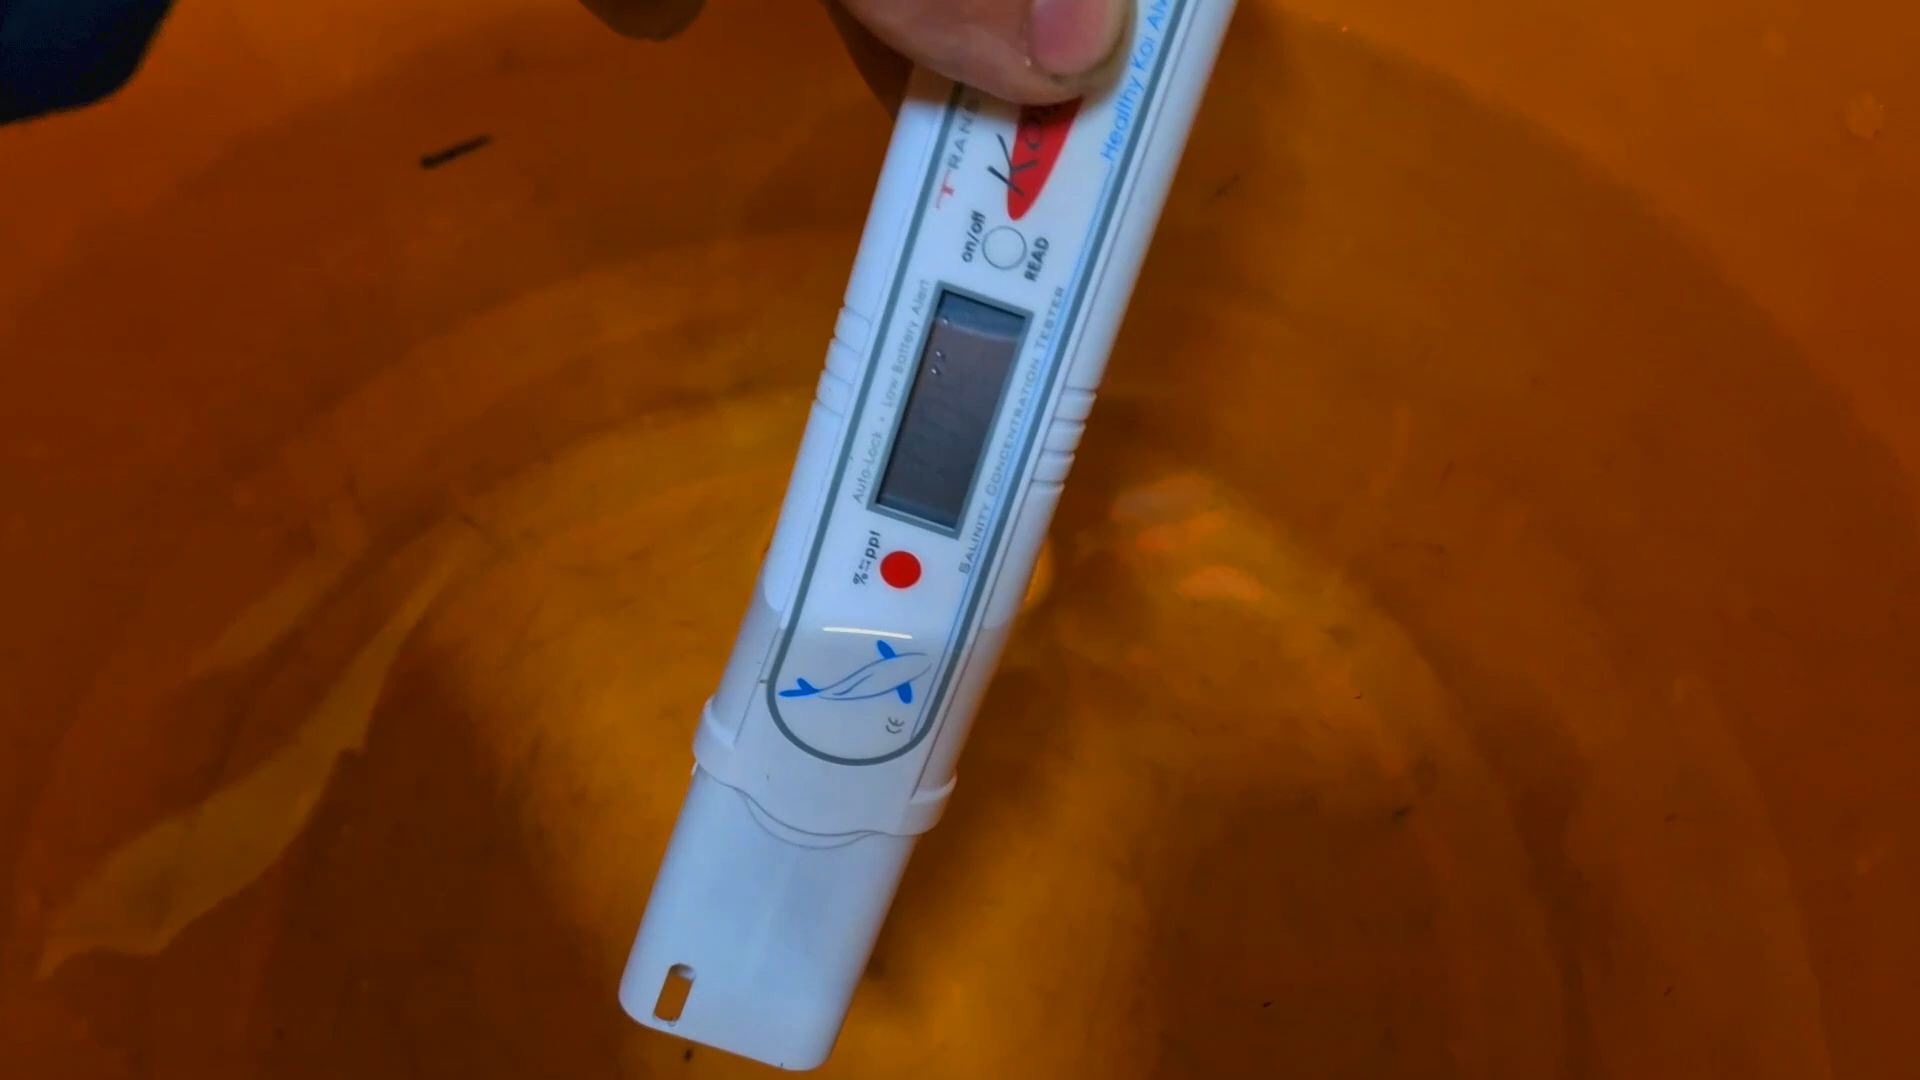 Healthy Koi
on/off
READ
Auto-Lock • Low Battery Alert
SALINITY CONCENTRATION TESTER
%⇆ppt
CE